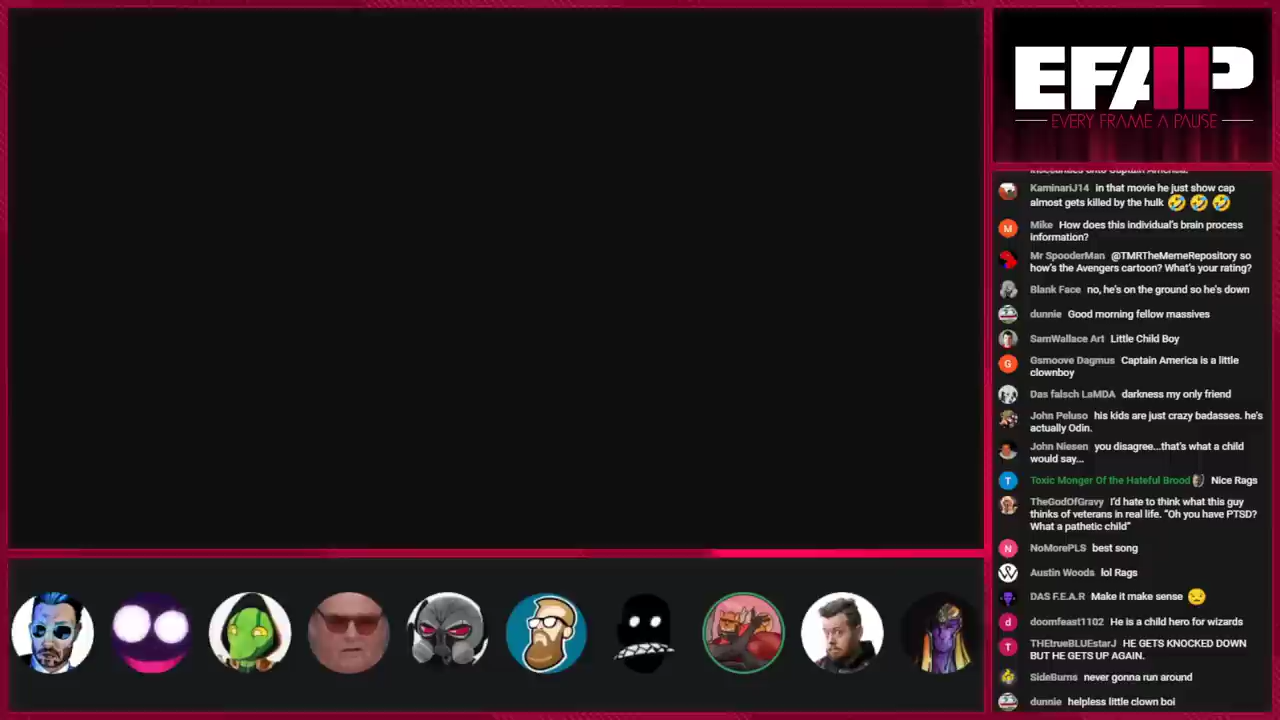 EFAP
EVERY FRAME A PAUSE
insecurities onto Captain America.
KaminariJ14 in that movie he just show cap
almost gets killed by the hulk 🤣 🤣 🤣
M
Mike How does this individual's brain process
information?
Mr SpooderMan @TMRTheMemeRepository so
how's the Avengers cartoon? What's your rating?
Blank Face no, he's on the ground so he's down
dunnie Good morning fellow massives
SamWallace Art Little Child Boy
G
Gsmoove Dagmus Captain America is a little
clownboy
Das falsch LaMDA darkness my only friend
John Peluso his kids are just crazy badasses. he's
actually Odin.
John Niesen you disagree...that's what a child
would say...
T
Toxic Monger Of the Hateful Brood Nice Rags
TheGodOfGravy I'd hate to think what this guy
thinks of veterans in real life. "Oh you have PTSD?
What a pathetic child"
N
NoMorePLS best song
Austin Woods lol Rags
DAS F.E.A.R Make it make sense 😒
d
doomfeast1102 He is a child hero for wizards
T
THEtrueBLUEstarJ HE GETS KNOCKED DOWN
BUT HE GETS UP AGAIN.
SideBurns never gonna run around
dunnie helpless little clown boi